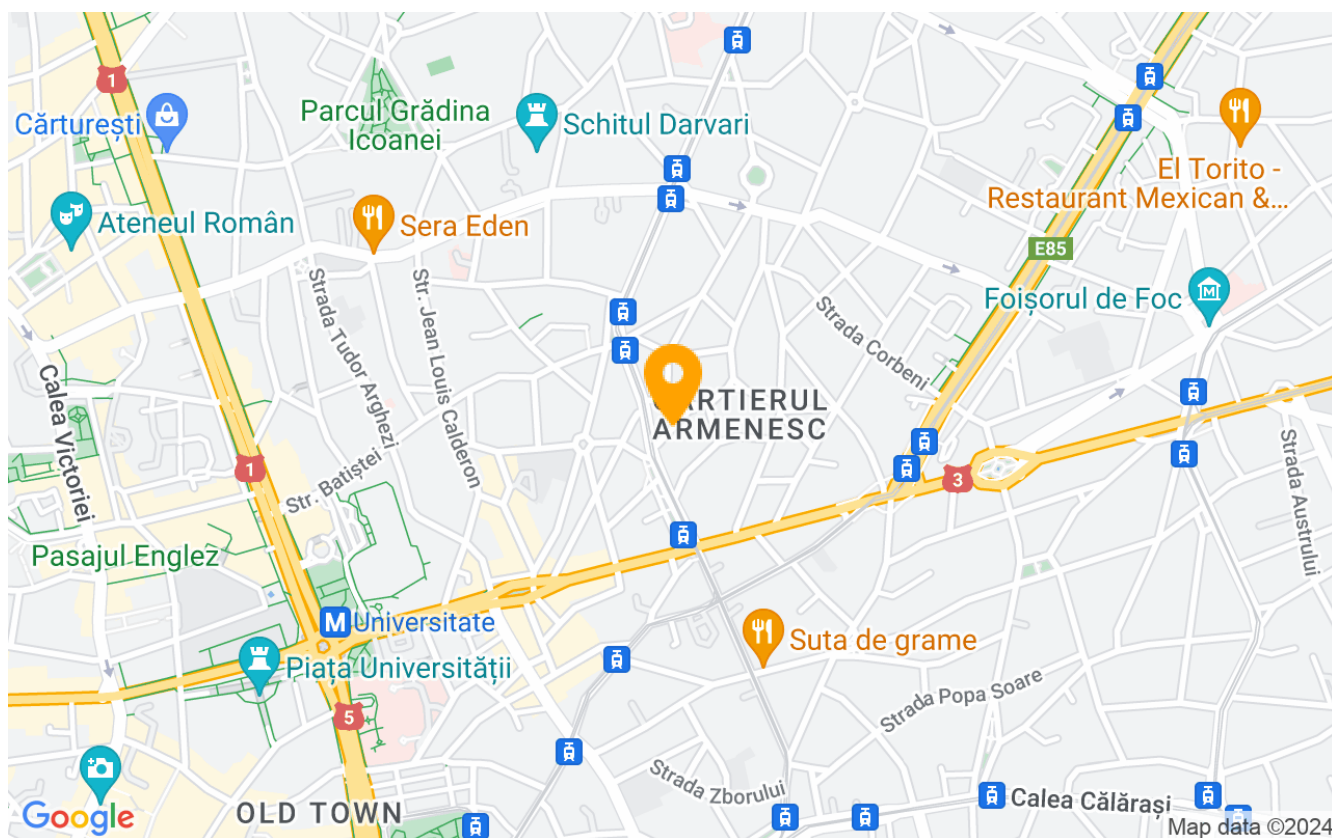 1
Cărturești
Parcul Grădina
Icoanei
Schitul Darvari
El Torito -
Restaurant Mexican &...
Ateneul Român
Sera Eden
E85
Foișorul de Foc
Strada Tudor Arghezi
Str. Jean Louis Calderon
Strada Corbeni
Calea Victoriei
ARMENESC
1
Str. Batiștei
3
Strada Austrului
Pasajul Englez
M
Universitate
Piața Universității
Suta de grame
5
Strada Popa Soare
Strada Zborului
Calea Călărași
Google
OLD TOWN
Map data ©2024